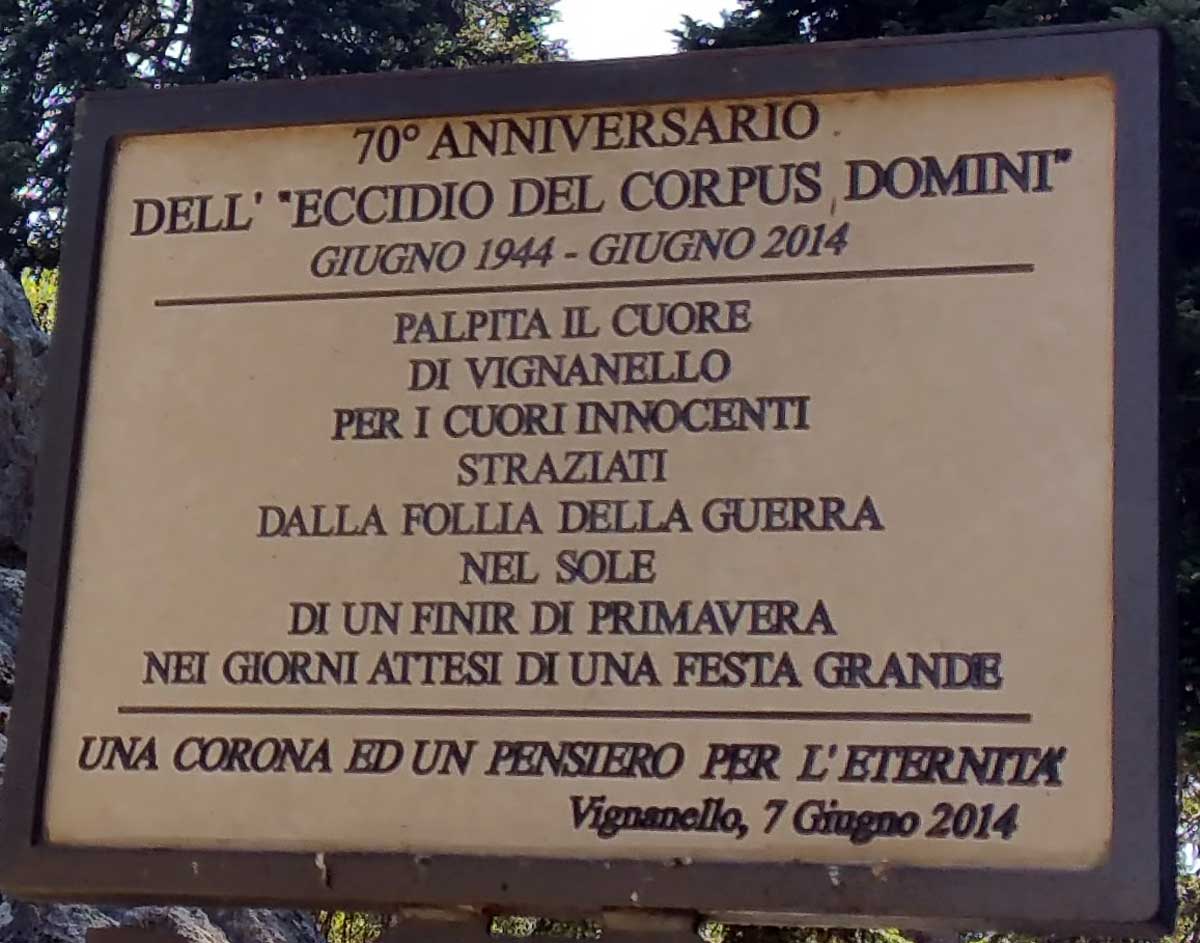 70° ANNIVERSARIO
DELL' "ECCIDIO DEL CORPUS DOMINI"
GIUGNO 1944 - GIUGNO 2014
PALPITA IL CUORE
DI VIGNANELLO
PER I CUORI INNOCENTI
STRAZIATI
DALLA FOLLIA DELLA GUERRA
NEL SOLE
DI UN FINIR DI PRIMAVERA
NEI GIORNI ATTESI DI UNA FESTA GRANDE
UNA CORONA ED UN PENSIERO PER L'ETERNITA'
Vignanello, 7 Giugno 2014